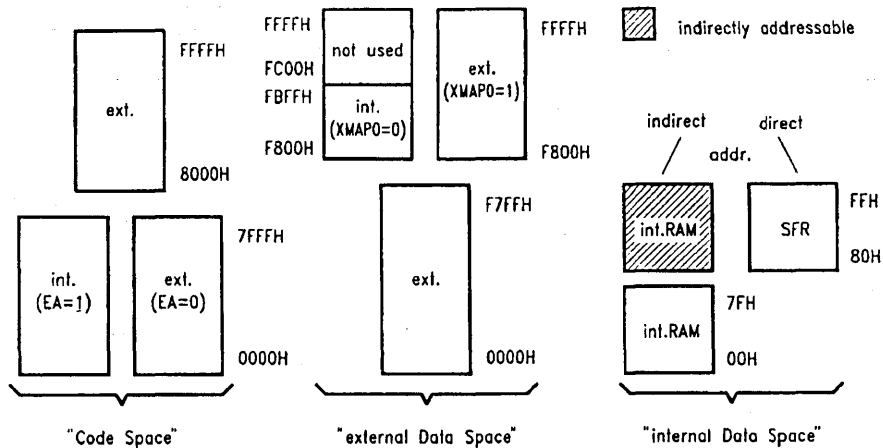 FFFFH
ext.
8000H
int.
(EA=1)
ext.
(EA=0)
7FFFH
0000H
"Code Space"
FFFFH
not used
FC00H
FBFFH
int.
(XMAP0=0)
F800H
ext.
(XMAP0=1)
FFFFH
F800H
F7FFH
ext.
0000H
"external Data Space"
indirectly addressable
indirect
direct
addr.
int.RAM
SFR
FFH
80H
int.RAM
7FH
00H
"internal Data Space"